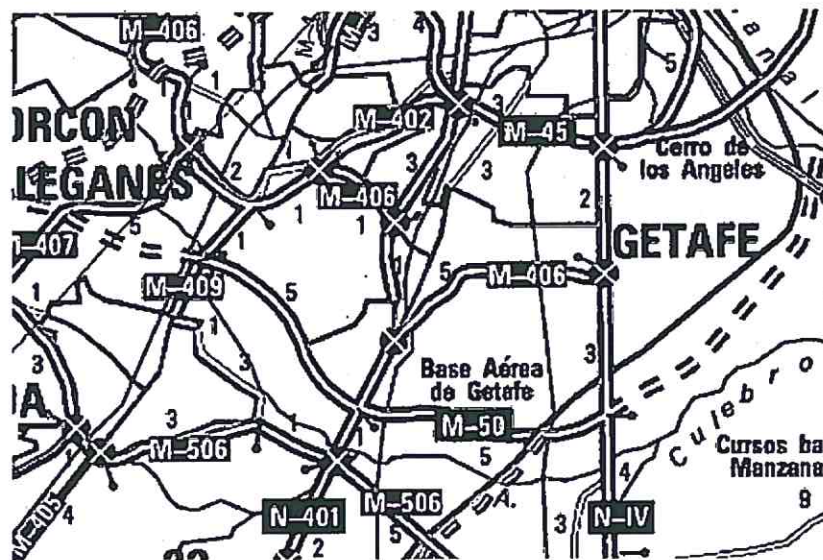 M-406
3
4
3
5
1
1
M-402
ORCON
M-45
3
Cerro de
los Angeles
LEGANES
2
1
3
M-406
2
5
1
1
GETAFE
M-407
1
M-409
5
1
5
M-406
1
1
3
3
3
Base Aérea
de Getafe
DA
3
1
1
M-50
Culebro
M-506
5
Cursos ba
Manzana
4
M-506
A.
9
M-405
4
N-401
2
5
3
N-IV